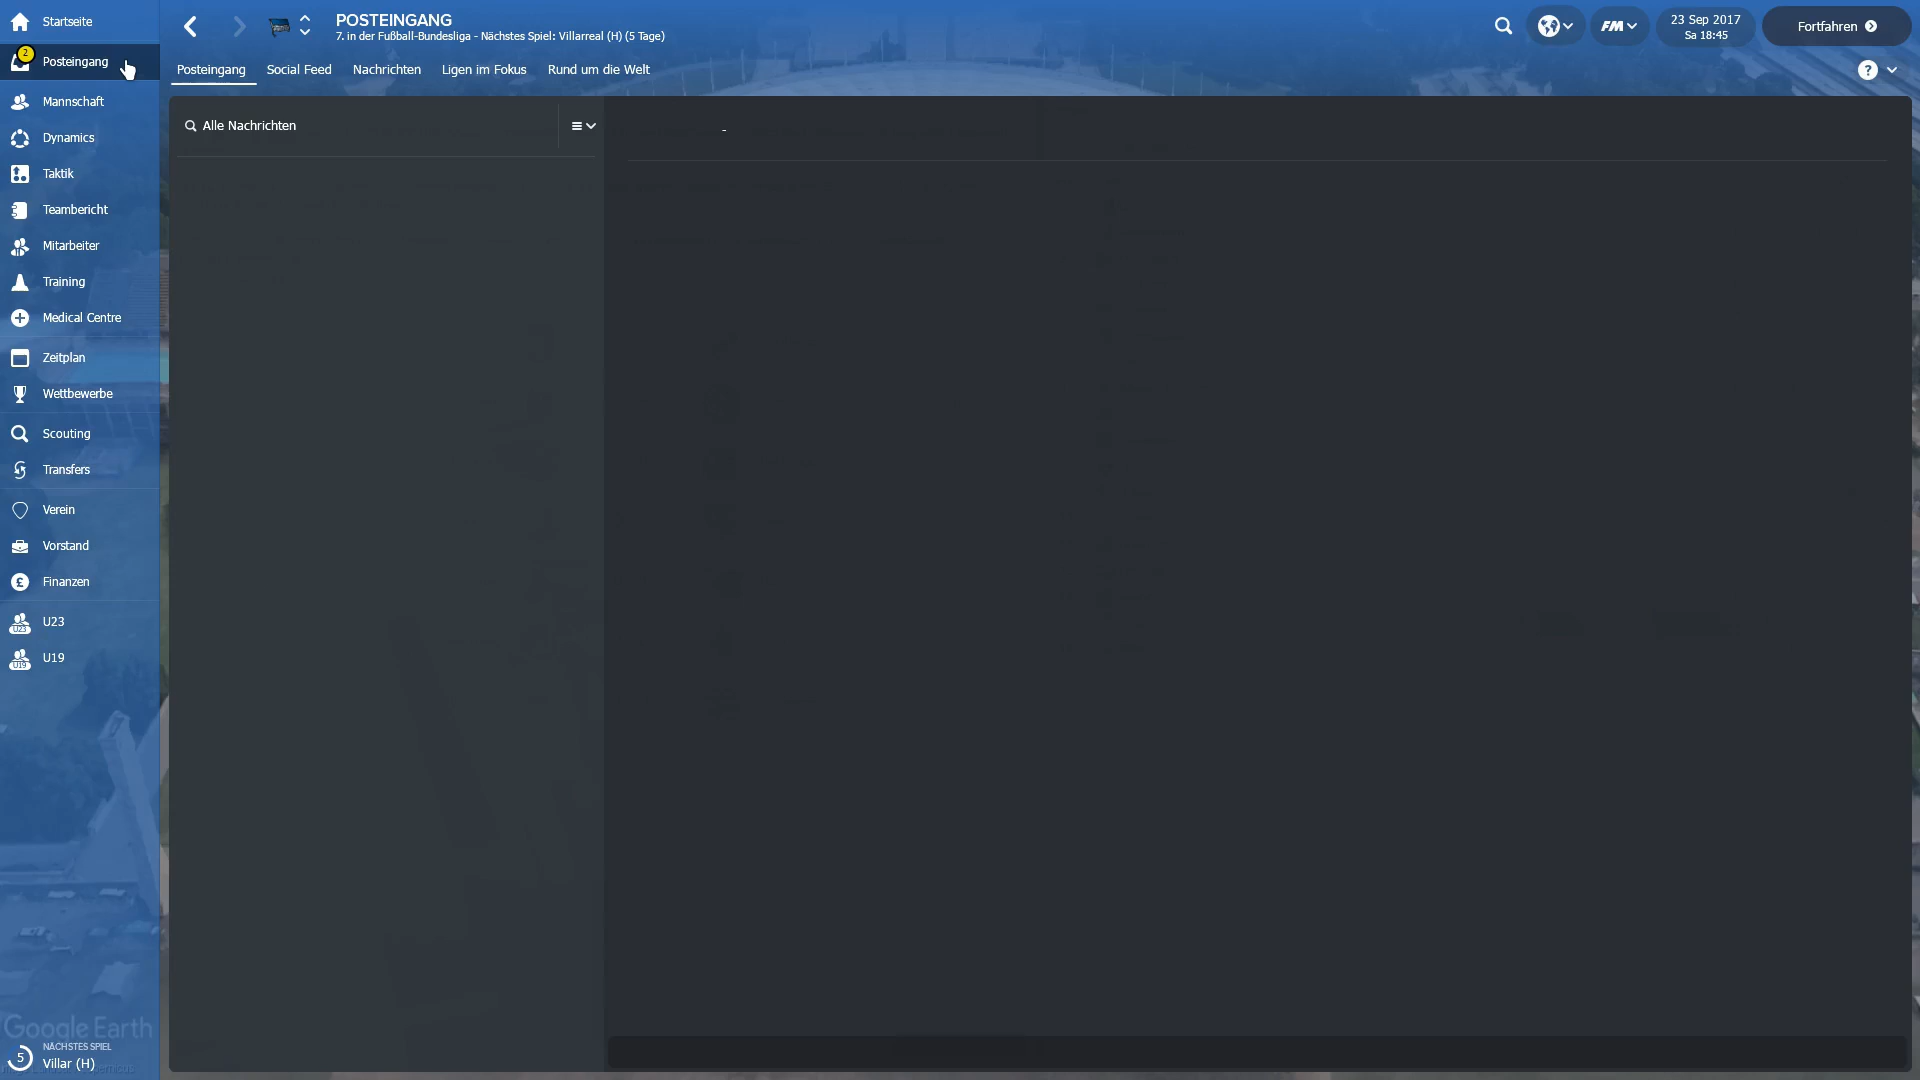 Startseite
2
Posteingang
Mannschaft
Dynamics
Taktik
Teambericht
Mitarbeiter
Training
Medical Centre
Zeitplan
Wettbewerbe
Scouting
Transfers
Verein
Vorstand
Finanzen
U23
U23
U19
U19
Google Earth
NÄCHSTES SPIEL
5
Villar (H)
POSTEINGANG
7. in der Fußball-Bundesliga - Nächstes Spiel: Villarreal (H) (5 Tage)
FM
23 Sep 2017
Sa 18:45
Fortfahren
Posteingang
Social Feed
Nachrichten
Ligen im Fokus
Rund um die Welt
?
Alle Nachrichten
-